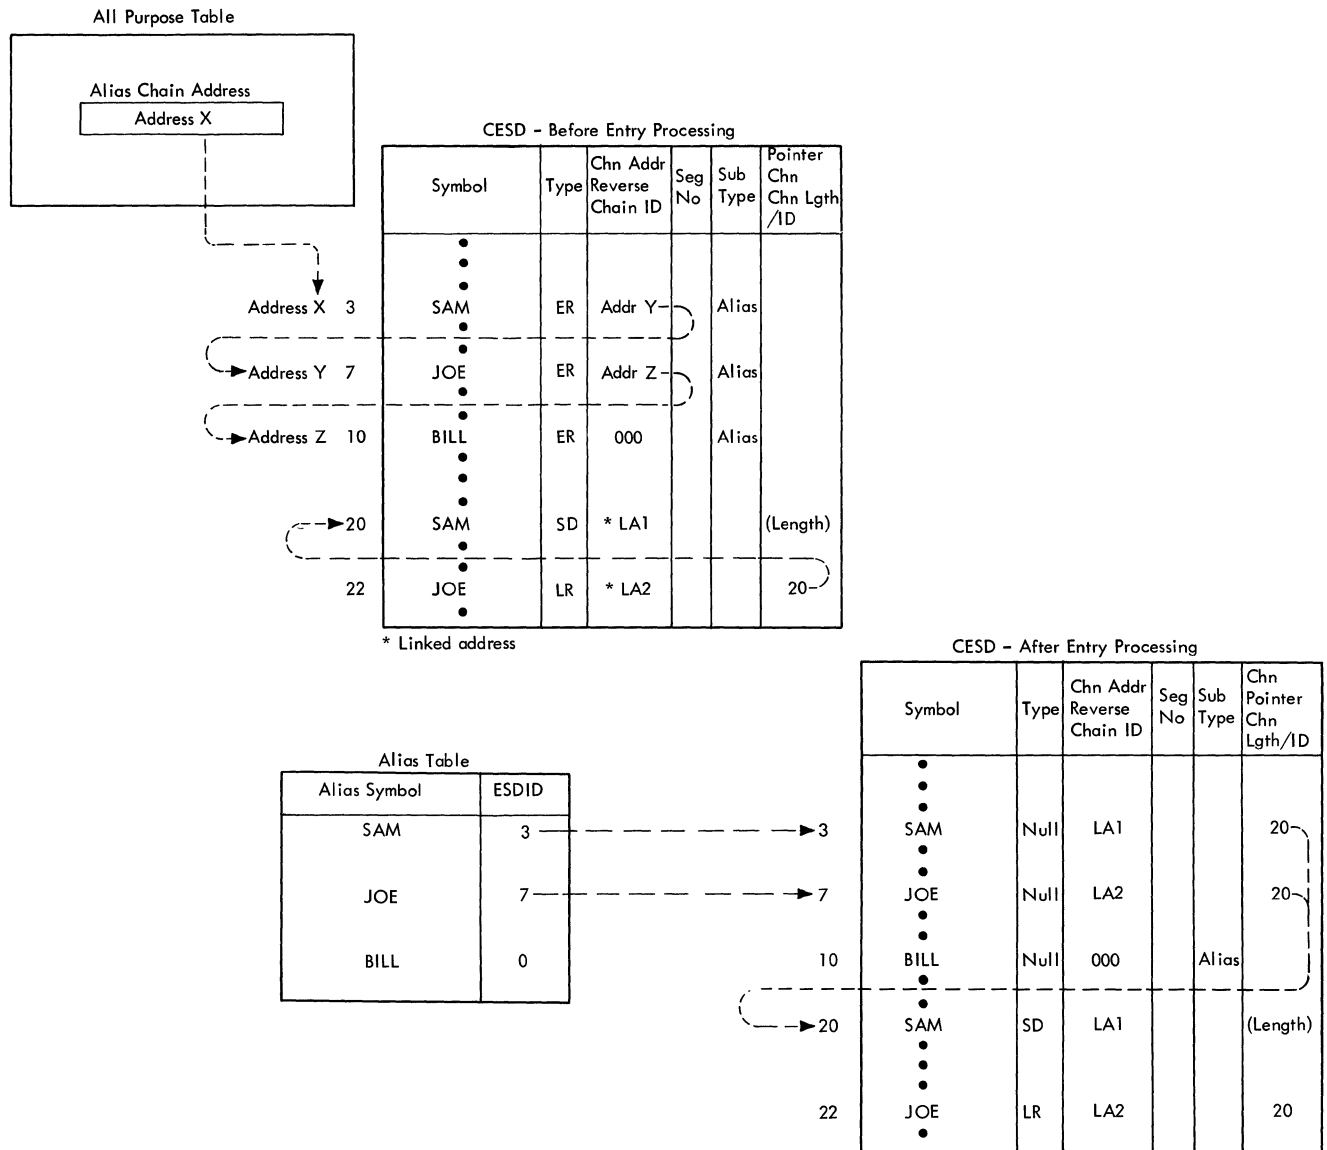 All Purpose Table
Alias Chain Address
Address X
CESD - Before Entry Processing
Symbol
Type
Chn Addr
Reverse
Chain ID
Seg
No
Sub
Type
Pointer
Chn
Chn Lgth
/ID
Address X 3 SAM ER Addr Y Alias
Address Y 7 JOE ER Addr Z Alias
Address Z 10 BILL ER 000 Alias
20 SAM SD * LA1 (Length)
22 JOE LR * LA2 20
* Linked address
CESD - After Entry Processing
Symbol
Type
Chn Addr
Reverse
Chain ID
Seg
No
Sub
Type
Chn
Pointer
Chn
Lgth/ID
Alias Table
Alias Symbol ESDID
SAM 3
JOE 7
BILL 0
3 SAM Null LA1 20
7 JOE Null LA2 20
10 BILL Null 000 Alias
20 SAM SD LA1 (Length)
22 JOE LR LA2 20